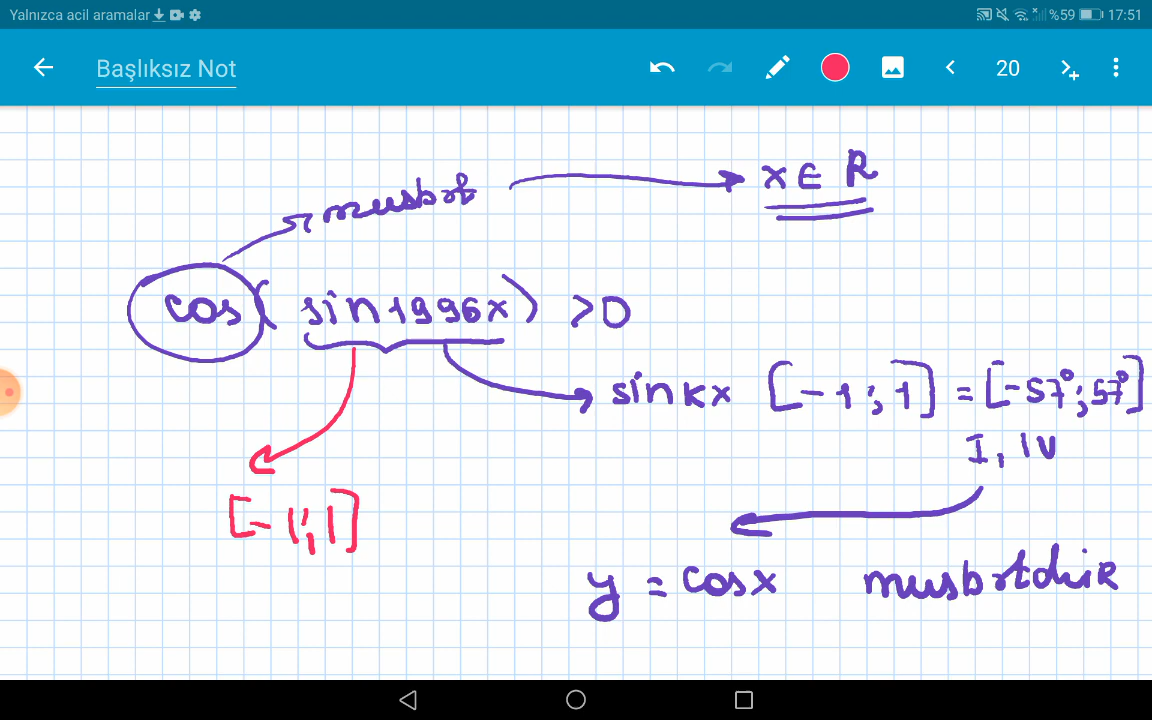 Yalnızca acil aramalar %59 17:51
Başlıksız Not 20
musbət x ∈ R
cos(sin1996x) >0
sinkx [-1;1] = [-57°;57°]
I, IV
[-1;1]
y = cosx musbətdir